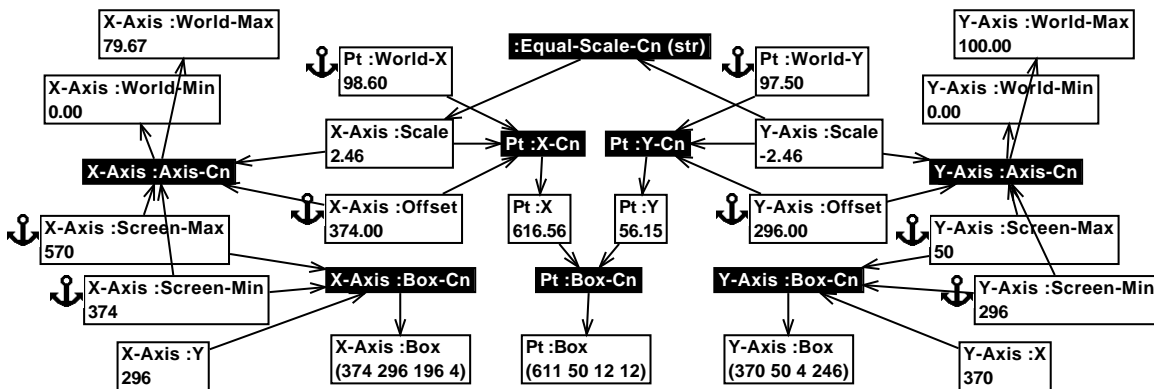 X-Axis :World-Max
79.67
Y-Axis :World-Max
100.00
:Equal-Scale-Cn (str)
Pt :World-X
98.60
Pt :World-Y
97.50
X-Axis :World-Min
0.00
Y-Axis :World-Min
0.00
X-Axis :Scale
2.46
Y-Axis :Scale
-2.46
Pt :X-Cn
Pt :Y-Cn
X-Axis :Axis-Cn
Y-Axis :Axis-Cn
X-Axis :Offset
374.00
Pt :X
616.56
Pt :Y
56.15
Y-Axis :Offset
296.00
X-Axis :Screen-Max
570
Y-Axis :Screen-Max
50
X-Axis :Box-Cn
Pt :Box-Cn
Y-Axis :Box-Cn
X-Axis :Screen-Min
374
Y-Axis :Screen-Min
296
X-Axis :Y
296
X-Axis :Box
(374 296 196 4)
Pt :Box
(611 50 12 12)
Y-Axis :Box
(370 50 4 246)
Y-Axis :X
370